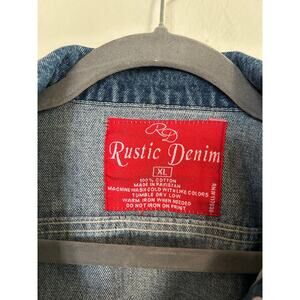 RD
Rustic Denim
XL
100% COTTON
MADE IN PAKISTAN
MACHINE WASH COLD WITH LIKE COLORS
TUMBLE DRY LOW
WARM IRON WHEN NEEDED
DO NOT IRON ON PRINT